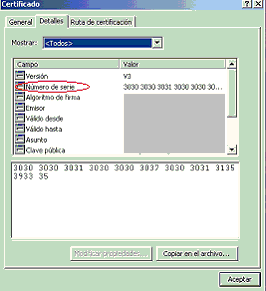 Certificado
General Detalles Ruta de certificación
Mostrar: <Todos>
Campo Valor
Versión V3
Número de serie 3030 3030 3031 3030 3030 30...
Algoritmo de firma
Emisor
Válido desde
Válido hasta
Asunto
Clave pública
3030 3030 3031 3030 3030 3037 3030 3031 3135
3933 35
Modificar propiedades... Copiar en el archivo...
Aceptar